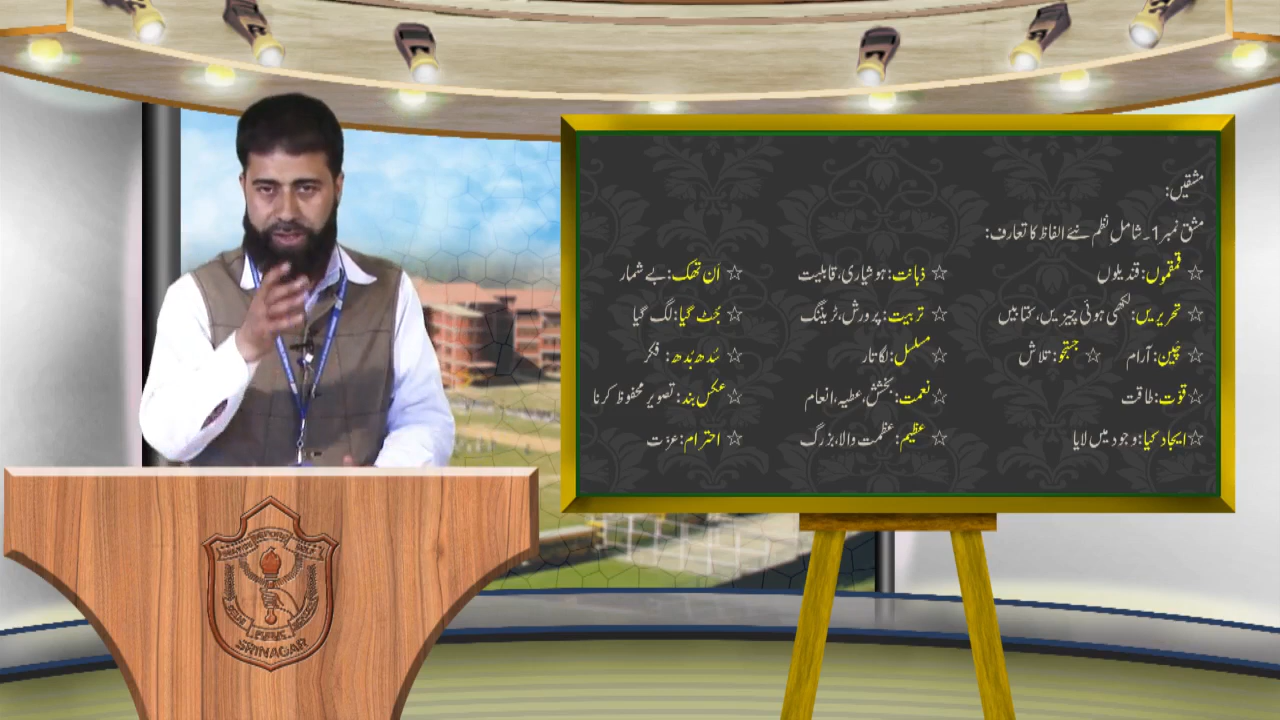 مشقیں:
مشق نمبر 1۔ شامل نظم نئے الفاظ کا تعارف:
☆ قمقموں: قندیلوں ☆ ذہانت: ہوشیاری، قابلیت ☆ اَن تھک: بے شمار
☆ تحریریں: لکھی ہوئی چیزیں، کتابیں ☆ تربیت: پرورش، ٹریننگ ☆ جُٹ گیا: لگ گیا
☆ چین: آرام ☆ جستجو: تلاش ☆ مسلسل: لگاتار ☆ سُدھ بُدھ: فکر
☆ قوّت: طاقت ☆ نعمت: بخشش، عطیہ، انعام ☆ عکس بند: تصویر محفوظ کرنا
☆ ایجاد کیا: وجود میں لایا ☆ عظیم: عظمت والا، بزرگ ☆ احترام: عزت
SRINAGAR